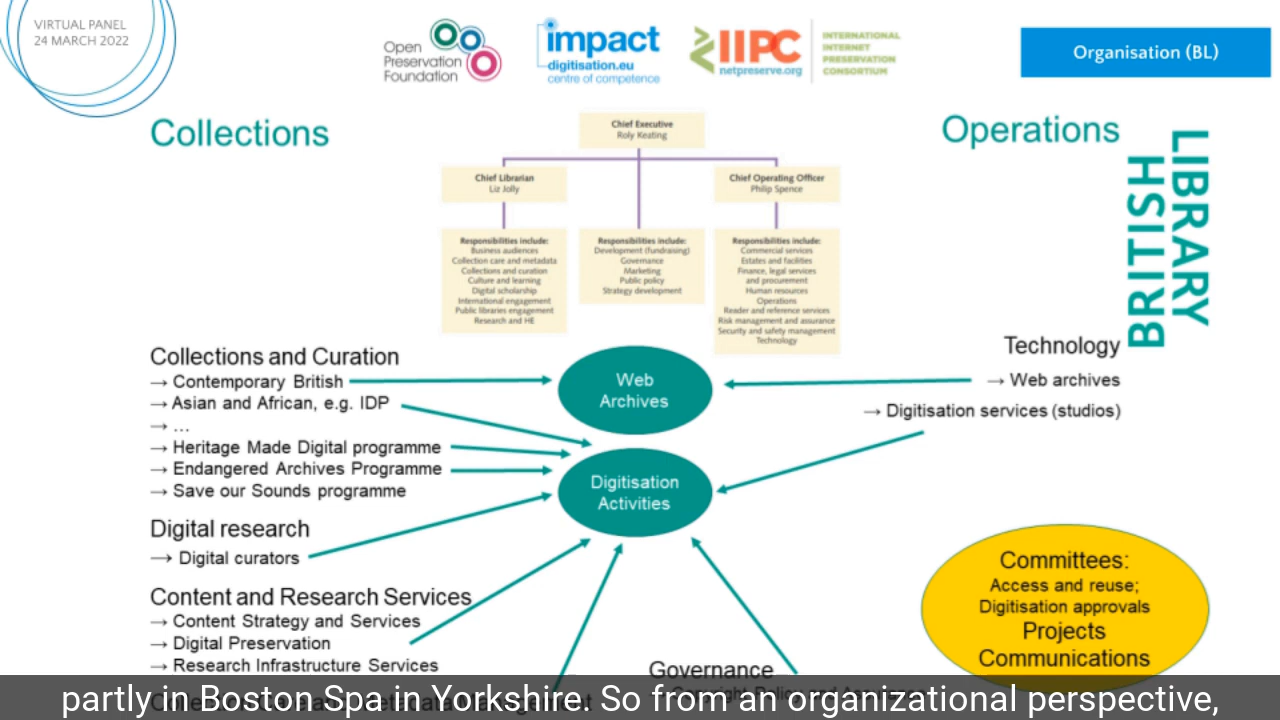 VIRTUAL PANEL
24 MARCH 2022
Open
Preservation
Foundation
impact
digitisation.eu
centre of competence
IIPC
netpreserve.org
INTERNATIONAL
INTERNET
PRESERVATION
CONSORTIUM
Organisation (BL)
Collections
Operations
BRITISH
LIBRARY
Chief Executive
Roly Keating
Chief Librarian
Liz Jolly
Chief Operating Officer
Philip Spence
Responsibilities include:
Business audiences
Collection care and metadata
Collections and curation
Culture and learning
Digital scholarship
International engagement
Public libraries engagement
Research and HE
Responsibilities include:
Development (fundraising)
Governance
Marketing
Public policy
Strategy development
Responsibilities include:
Commercial services
Estates and facilities
Finance, legal services
and procurement
Human resources
Operations
Reader and reference services
Risk management and assurance
Security and safety management
Technology
Collections and Curation
→ Contemporary British
→ Asian and African, e.g. IDP
→ ...
→ Heritage Made Digital programme
→ Endangered Archives Programme
→ Save our Sounds programme
Digital research
→ Digital curators
Content and Research Services
→ Content Strategy and Services
→ Digital Preservation
→ Research Infrastructure Services
Web
Archives
Digitisation
Activities
Technology
→ Web archives
→ Digitisation services (studios)
Committees:
Access and reuse;
Digitisation approvals
Projects
Communications
Governance
partly in Boston Spa in Yorkshire. So from an organizational perspective,